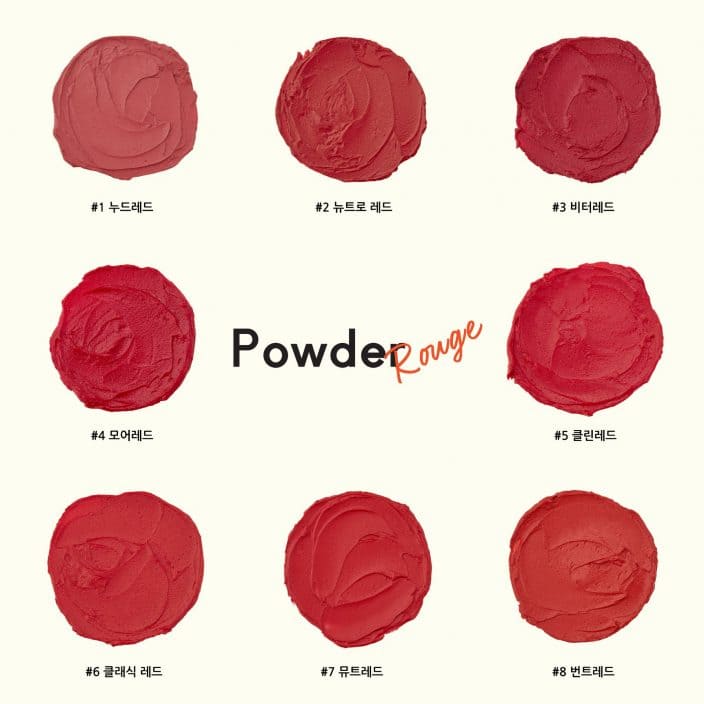 #1 누드레드
#2 뉴트로 레드
#3 비터레드
Powder Rouge
#4 모어레드
#5 클린레드
#6 클래식 레드
#7 뮤트레드
#8 번트레드